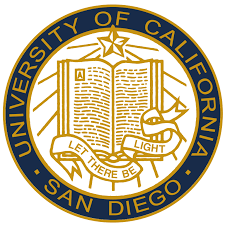 UNIVERSITY OF CALIFORNIA
SAN DIEGO
A
LET THERE BE
LIGHT